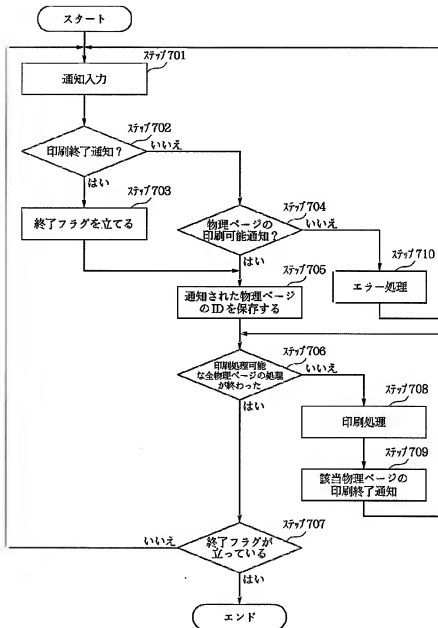 スタート
ステップ701
通知入力
ステップ702
印刷終了通知?
いいえ
はい
ステップ703
終了フラグを立てる
ステップ704
物理ページの
印刷可能通知?
いいえ
はい
ステップ710
エラー処理
ステップ705
通知された物理ページ
のIDを保存する
ステップ706
印刷処理可能
な全物理ページの処理
が終わった
いいえ
はい
ステップ708
印刷処理
ステップ709
該当物理ページの
印刷終了通知
ステップ707
いいえ
終了フラグが
立っている
はい
エンド